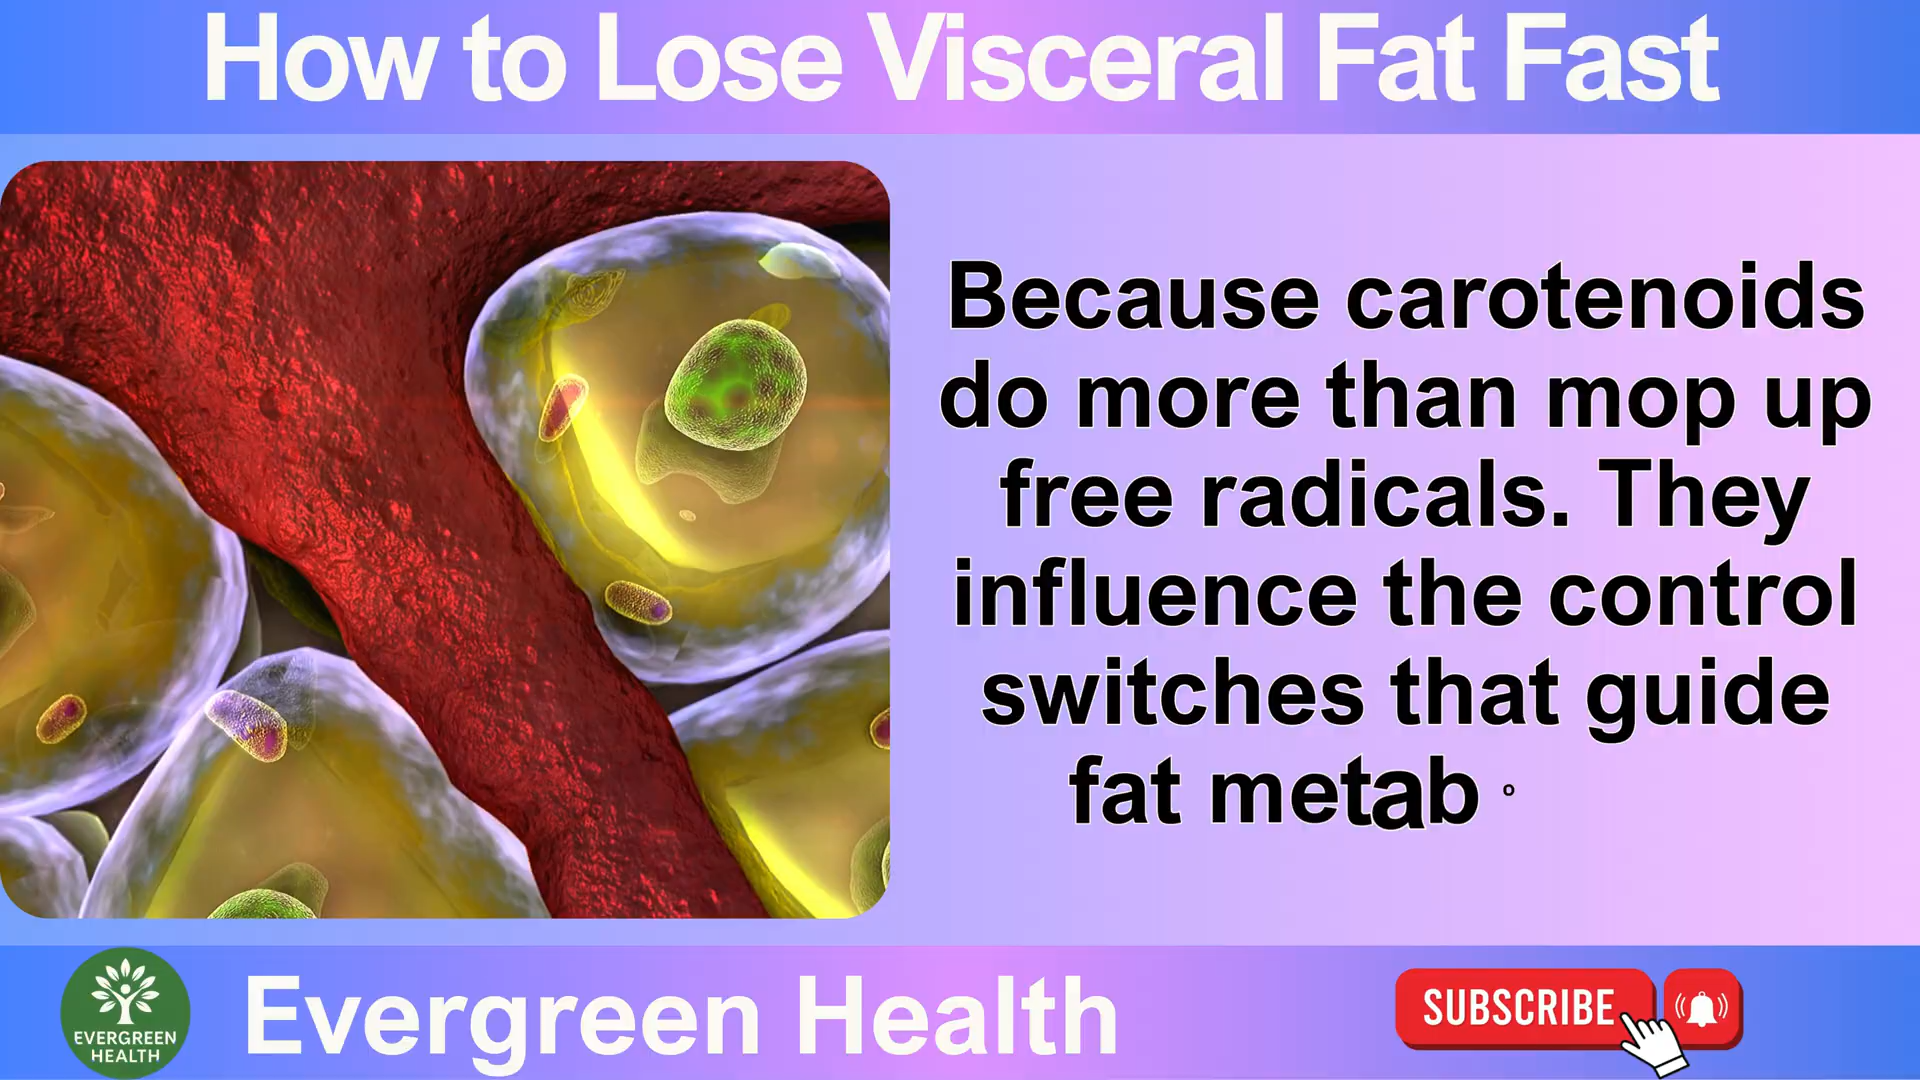 How to Lose Visceral Fat Fast
Because carotenoids
do more than mop up
free radicals. They
influence the control
switches that guide
fat metabo
EVERGREEN
HEALTH
Evergreen Health
SUBSCRIBE